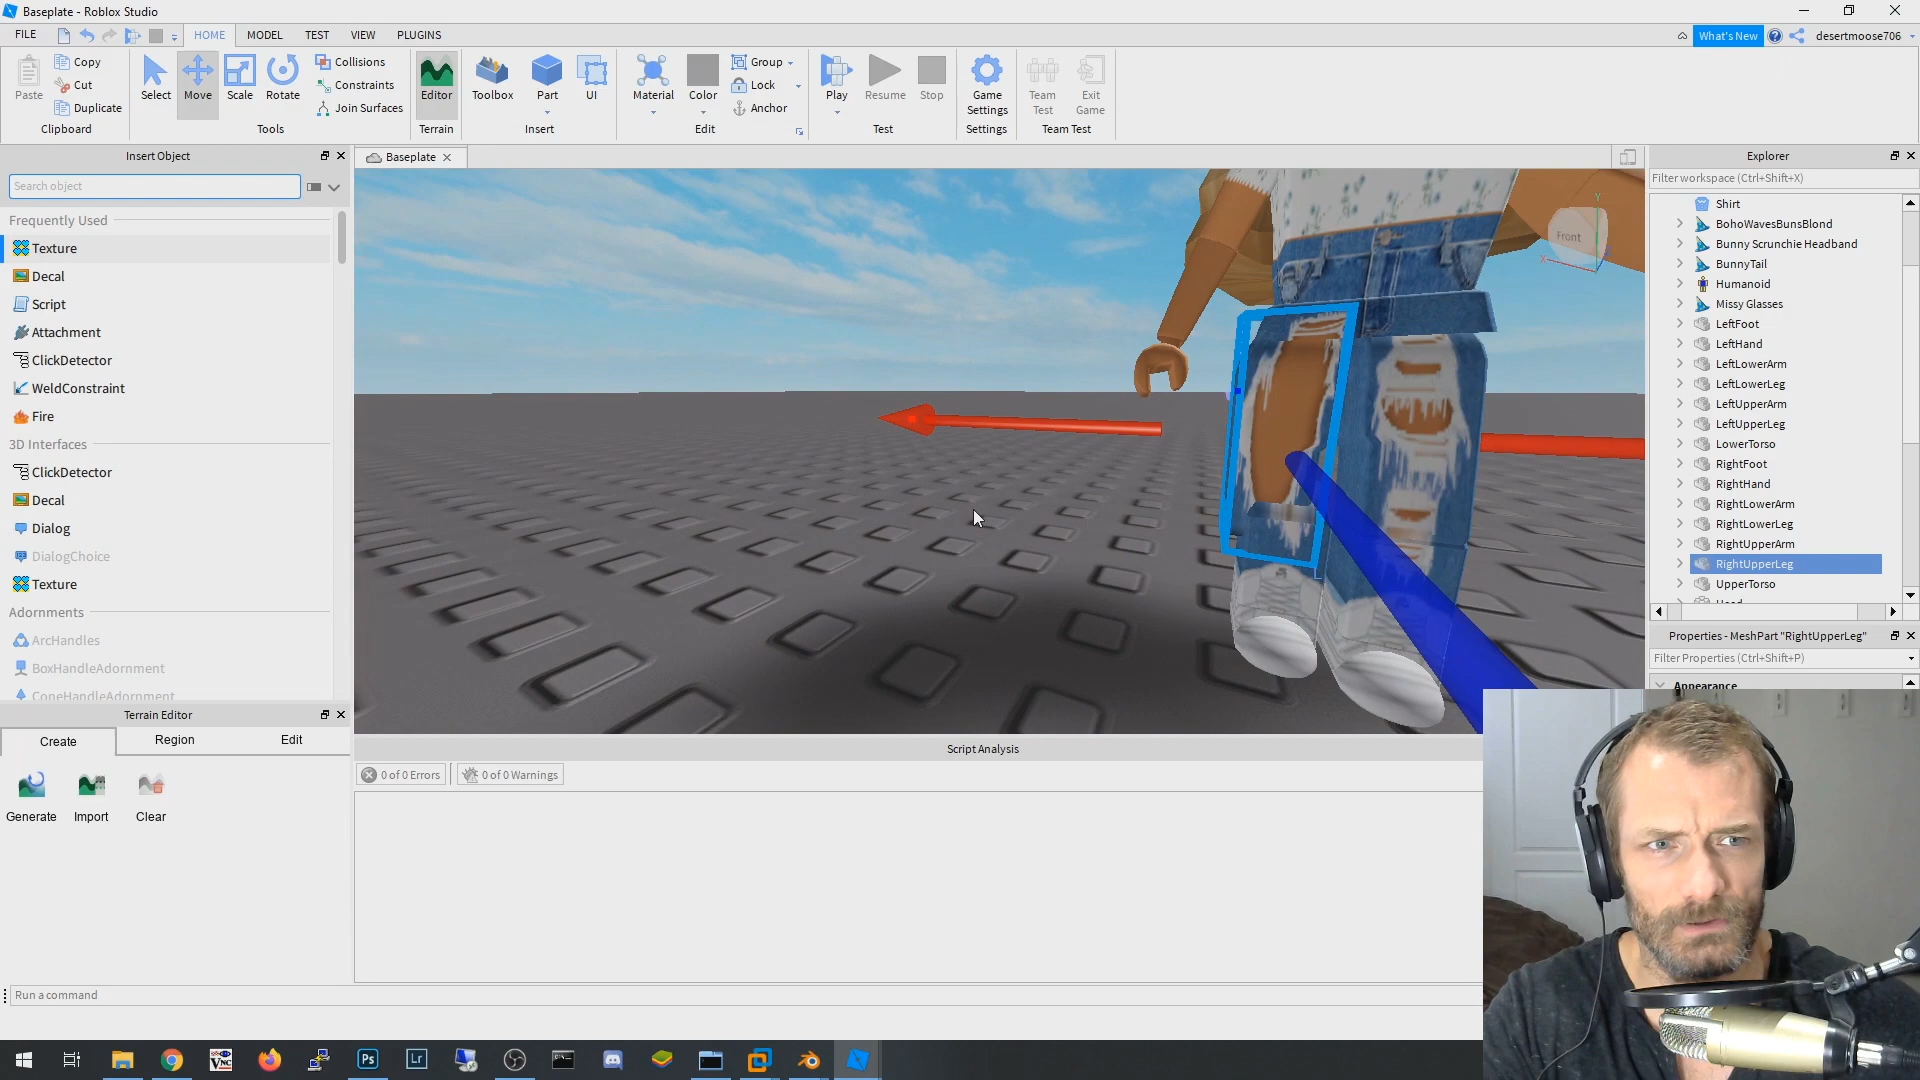 Baseplate - Roblox Studio
FILE
HOME
MODEL
TEST
VIEW
PLUGINS
What's New
desertmoose706
Paste
Copy
Cut
Duplicate
Clipboard
Select
Move
Scale
Rotate
Collisions
Constraints
Join Surfaces
Tools
Editor
Terrain
Toolbox
Part
UI
Insert
Material
Color
Group
Lock
Anchor
Edit
Play
Resume
Stop
Test
Game
Settings
Settings
Team
Test
Exit
Game
Team Test
Insert Object
Search object
Frequently Used
Texture
Decal
Script
Attachment
ClickDetector
WeldConstraint
Fire
3D Interfaces
ClickDetector
Decal
Dialog
DialogChoice
Texture
Adornments
ArcHandles
BoxHandleAdornment
ConeHandleAdornment
Terrain Editor
Create
Region
Edit
Generate
Import
Clear
Baseplate
Front
X
Y
Script Analysis
0 of 0 Errors
0 of 0 Warnings
Run a command
Explorer
Filter workspace (Ctrl+Shift+X)
Shirt
BohoWavesBunsBlond
Bunny Scrunchie Headband
BunnyTail
Humanoid
Missy Glasses
LeftFoot
LeftHand
LeftLowerArm
LeftLowerLeg
LeftUpperArm
LeftUpperLeg
LowerTorso
RightFoot
RightHand
RightLowerArm
RightLowerLeg
RightUpperArm
RightUpperLeg
UpperTorso
Head
Properties - MeshPart "RightUpperLeg"
Filter Properties (Ctrl+Shift+P)
Appearance
Ps
Lr